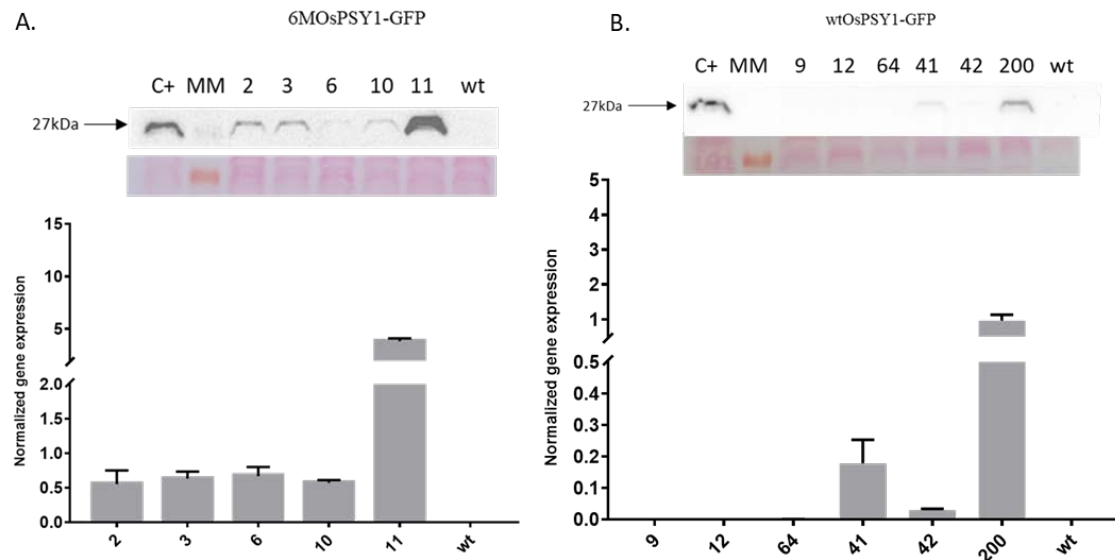 A.
6MOsPSY1-GFP
C+ MM 2 3 6 10 11 wt
27kDa
Normalized gene expression
15
10
5
2.0
1.5
1.0
0.5
0.0
2 3 6 10 11 wt
B.
wtOsPSY1-GFP
C+ MM 9 12 64 41 42 200 wt
27kDa
Normalized gene expression
5
4
3
2
1
0.5
0.4
0.3
0.2
0.1
0.0
9 12 64 41 42 200 wt